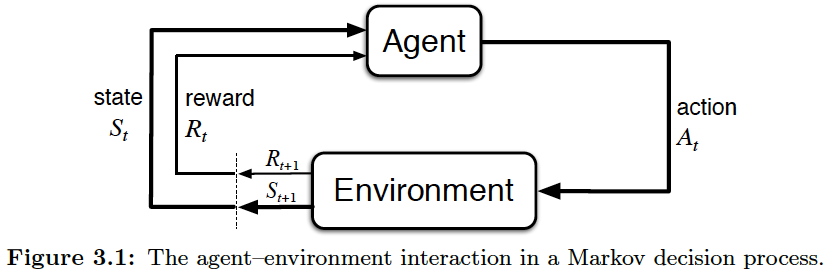 Agent
state
S_t
reward
R_t
action
A_t
R_{t+1}
S_{t+1}
Environment
Figure 3.1: The agent–environment interaction in a Markov decision process.